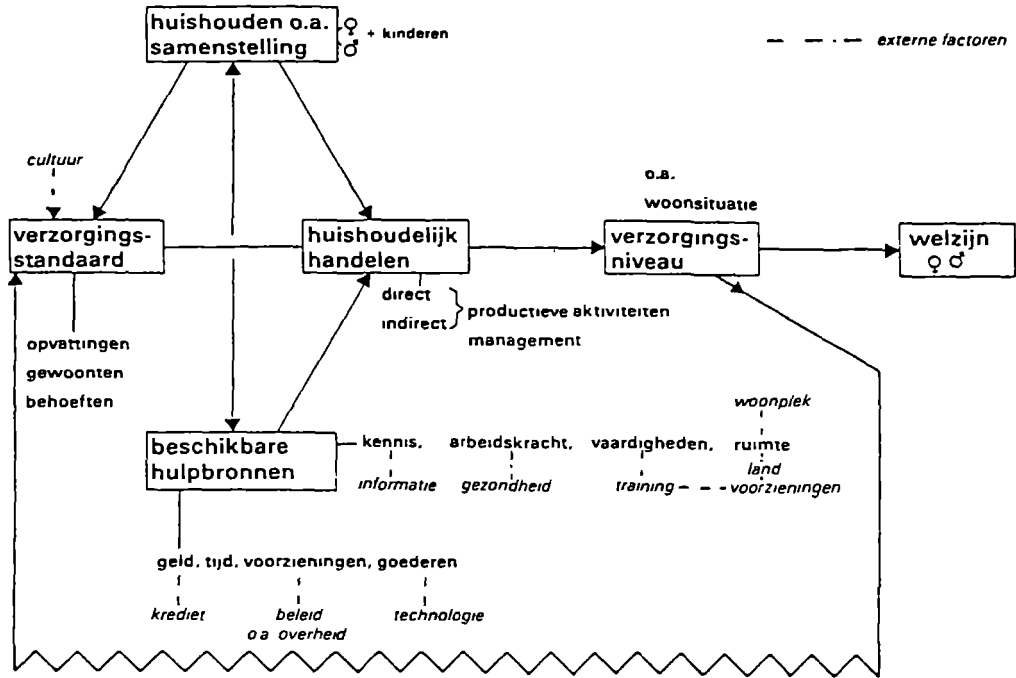 huishouden o.a.
samenstelling
♀
♂
+ kinderen
externe factoren
cultuur
o.a.
woonsituatie
verzorgings-
standaard
huishoudelijk
handelen
verzorgings-
niveau
welzijn
♀ ♂
direct
indirect
productieve aktiviteiten
management
opvattingen
gewoonten
behoeften
beschikbare
hulpbronnen
woonplek
kennis, arbeidskracht, vaardigheden, ruimte
land
informatie gezondheid training voorzieningen
geld, tijd, voorzieningen, goederen
krediet beleid technologie
o a overheid